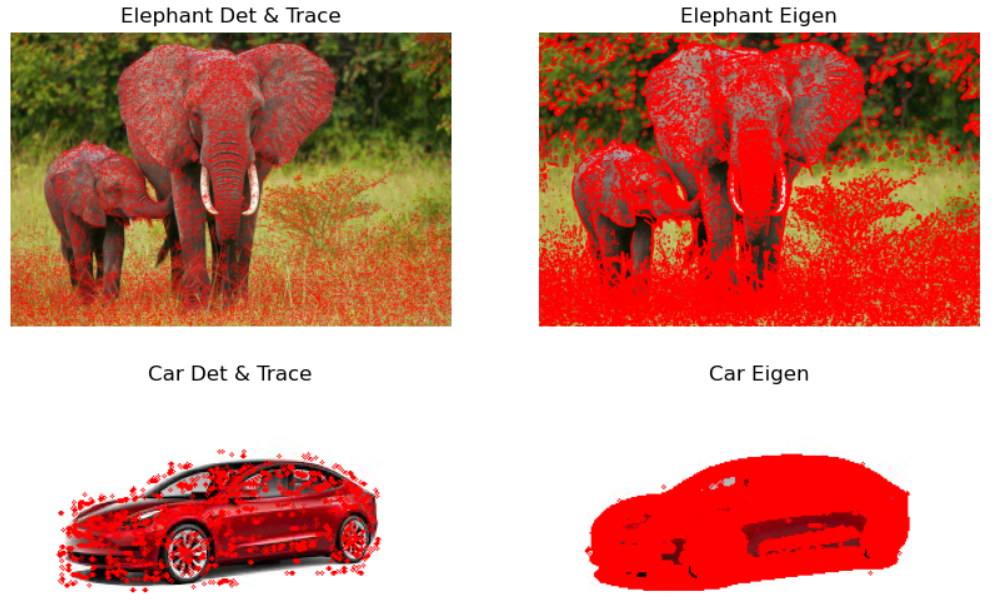 Elephant Det & Trace
Elephant Eigen
Car Det & Trace
Car Eigen